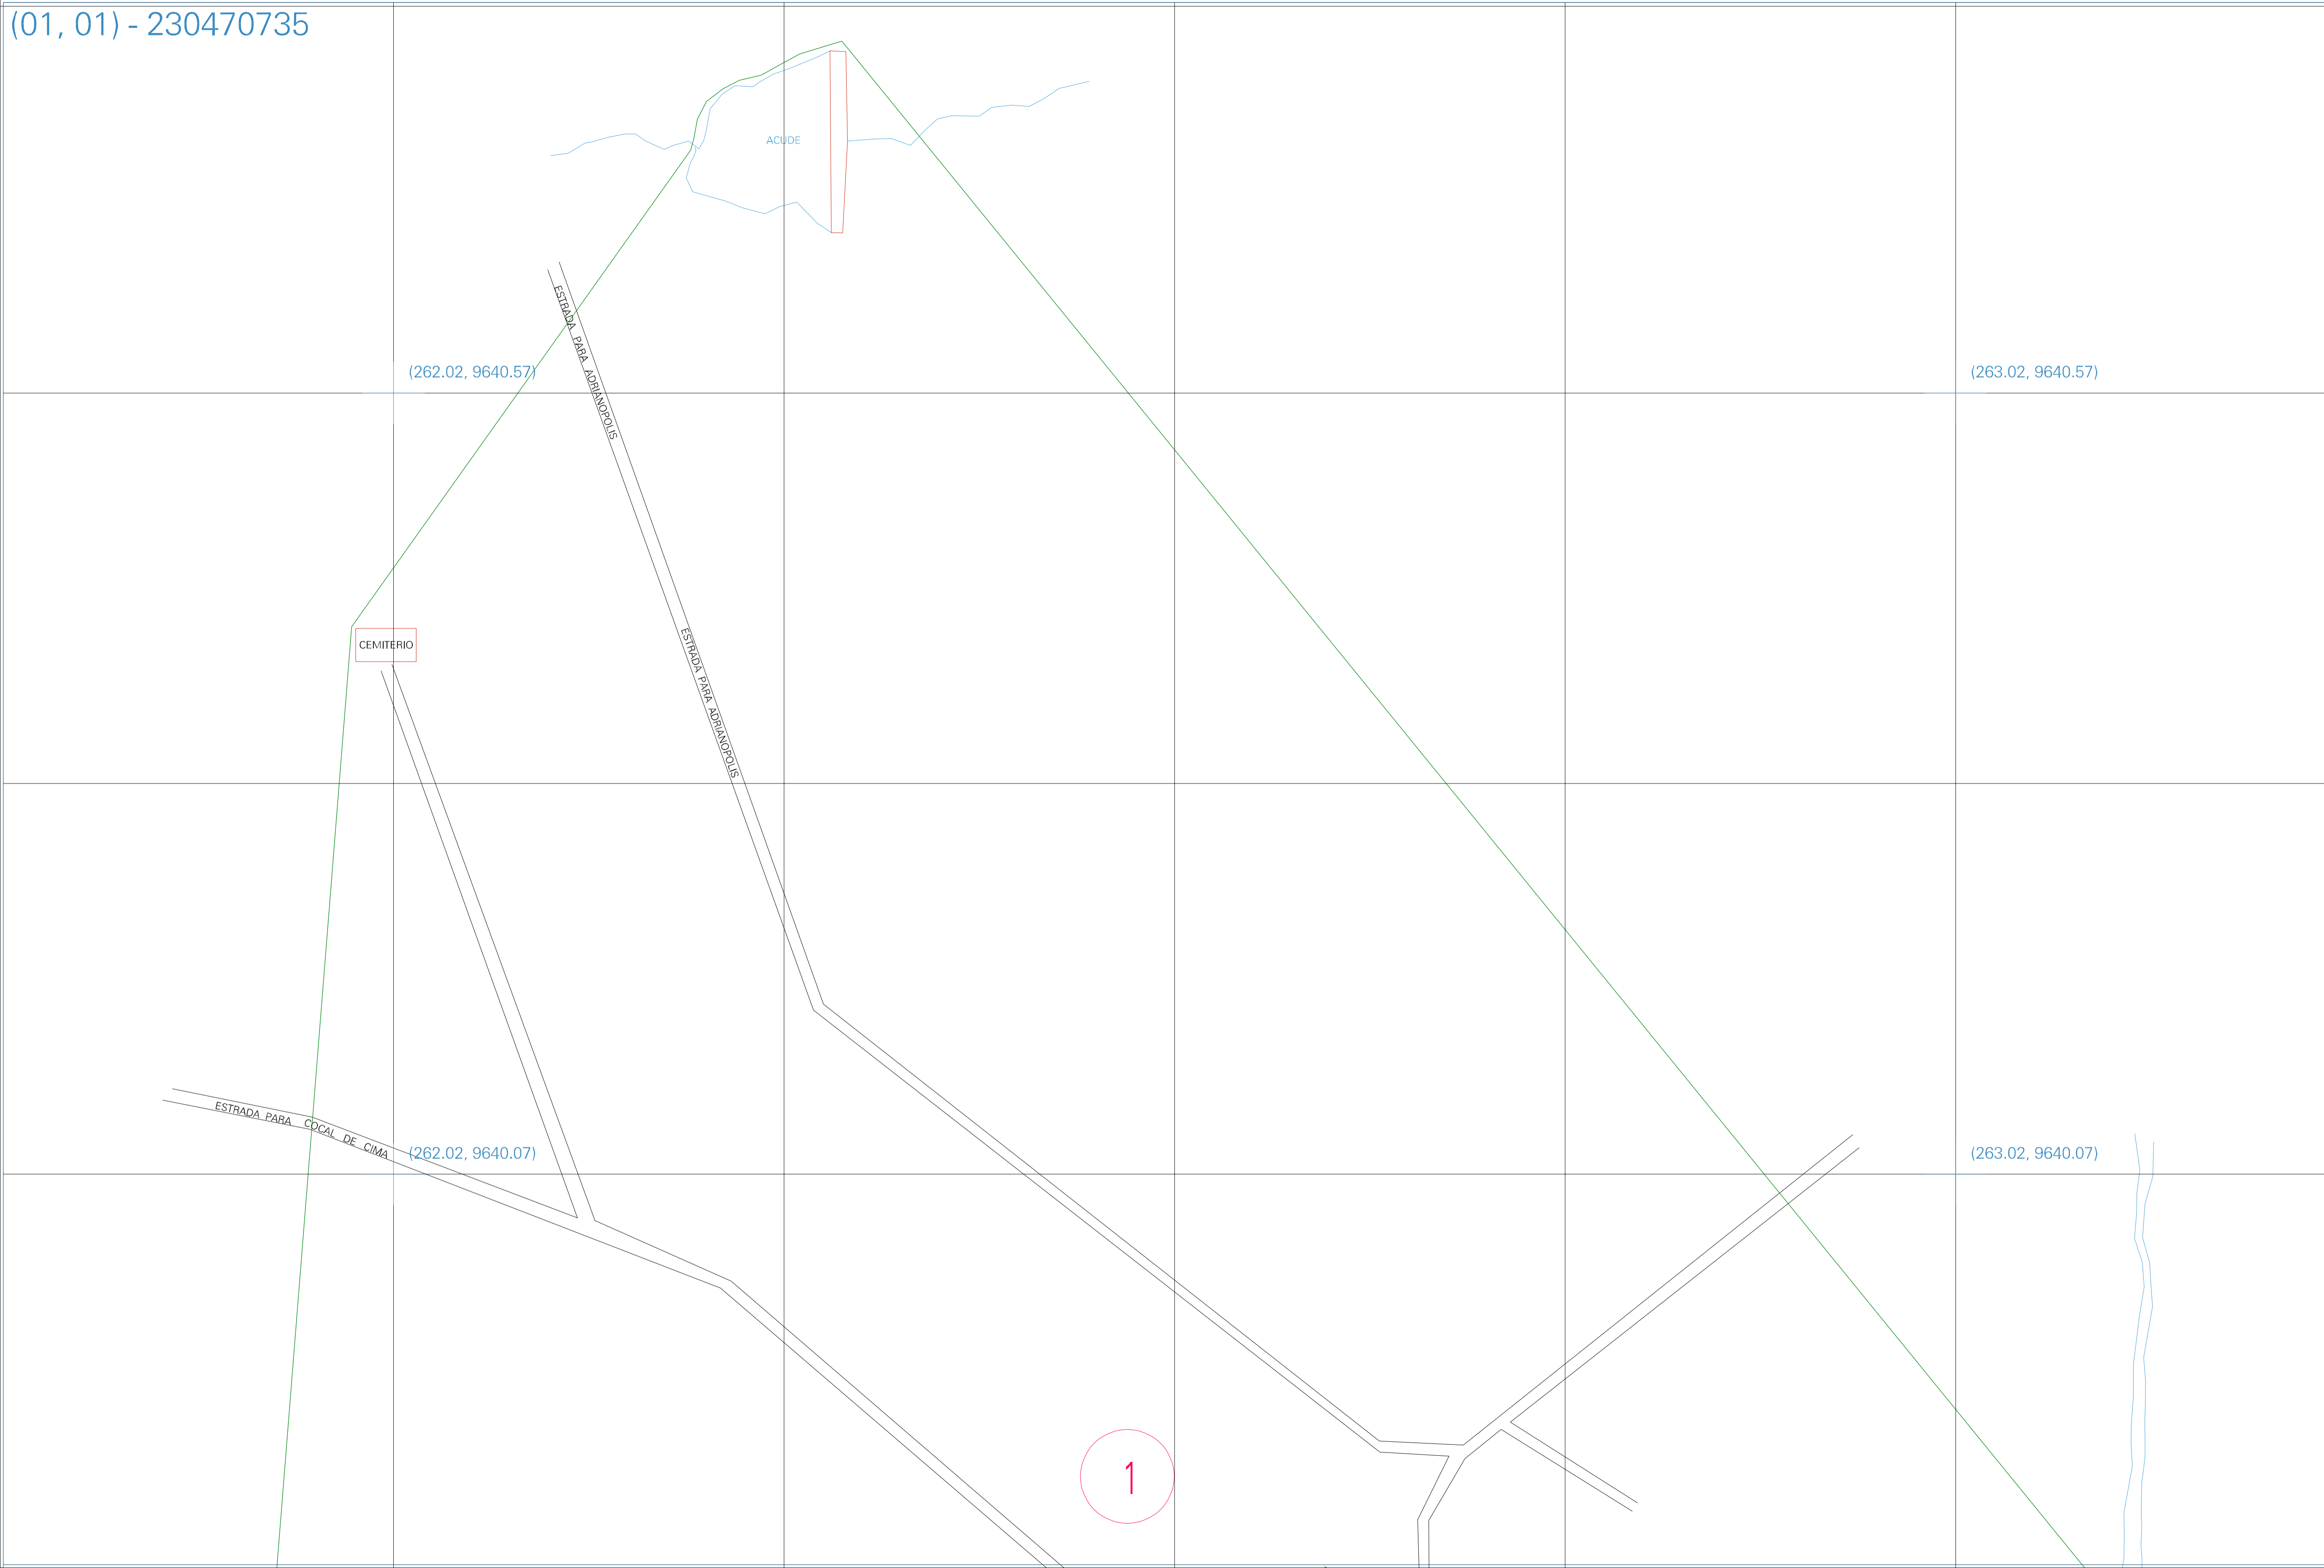 (01, 01) - 230470735
ACUDE
ESTRADA PARA ADRIANOPOLIS
(262.02, 9640.57)
(263.02, 9640.57)
CEMITERIO
ESTRADA PARA ADRIANOPOLIS
ESTRADA PARA COCAL DE CIMA
(262.02, 9640.07)
(263.02, 9640.07)
1